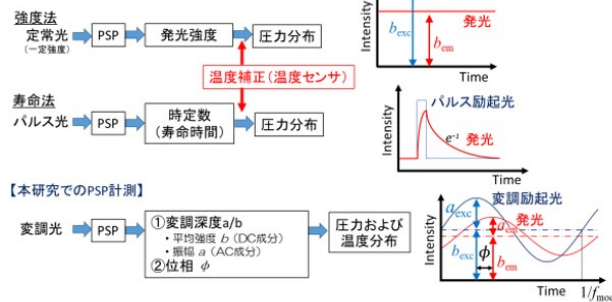 強度法
定常光
(一定強度)
PSP
発光強度
圧力分布
温度補正(温度センサ)
寿命法
パルス光
PSP
時定数
(寿命時間)
圧力分布
【本研究でのPSP計測】
変調光
PSP
①変調深度a/b
・平均強度 b (DC成分)
・振幅 a (AC成分)
②位相 ϕ
圧力および
温度分布
Intensity
b_exc
b_em
発光
Time
Intensity
パルス励起光
e⁻¹
発光
Time
Intensity
変調励起光
発光
a_exc
b_exc
ϕ
b_em
Time